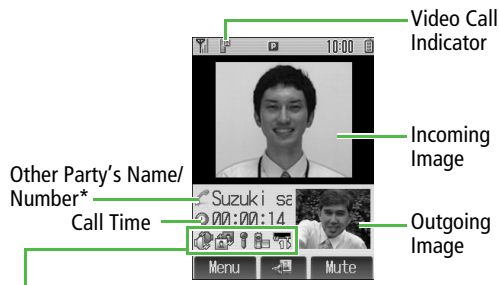 Video Call
Indicator
10:00
Incoming
Image
Other Party's Name/
Number*
Suzuki sa
Call Time
00:00:14
Outgoing
Image
Menu
Mute